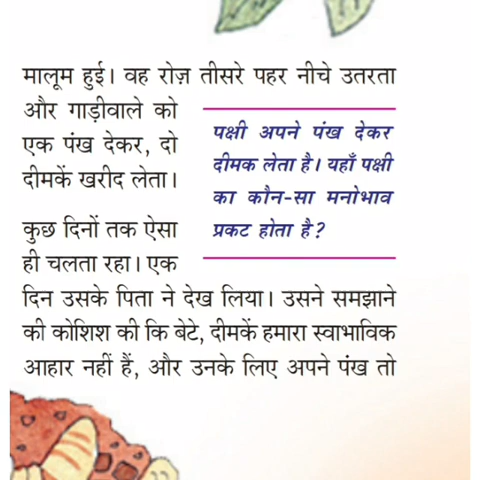 मालूम हुई। वह रोज़ तीसरे पहर नीचे उतरता
और गाड़ीवाले को
एक पंख देकर, दो
दीमकें खरीद लेता।
कुछ दिनों तक ऐसा
ही चलता रहा। एक
पक्षी अपने पंख देकर
दीमक लेता है। यहाँ पक्षी
का कौन-सा मनोभाव
प्रकट होता है?
दिन उसके पिता ने देख लिया। उसने समझाने
की कोशिश की कि बेटे, दीमकें हमारा स्वाभाविक
आहार नहीं हैं, और उनके लिए अपने पंख तो